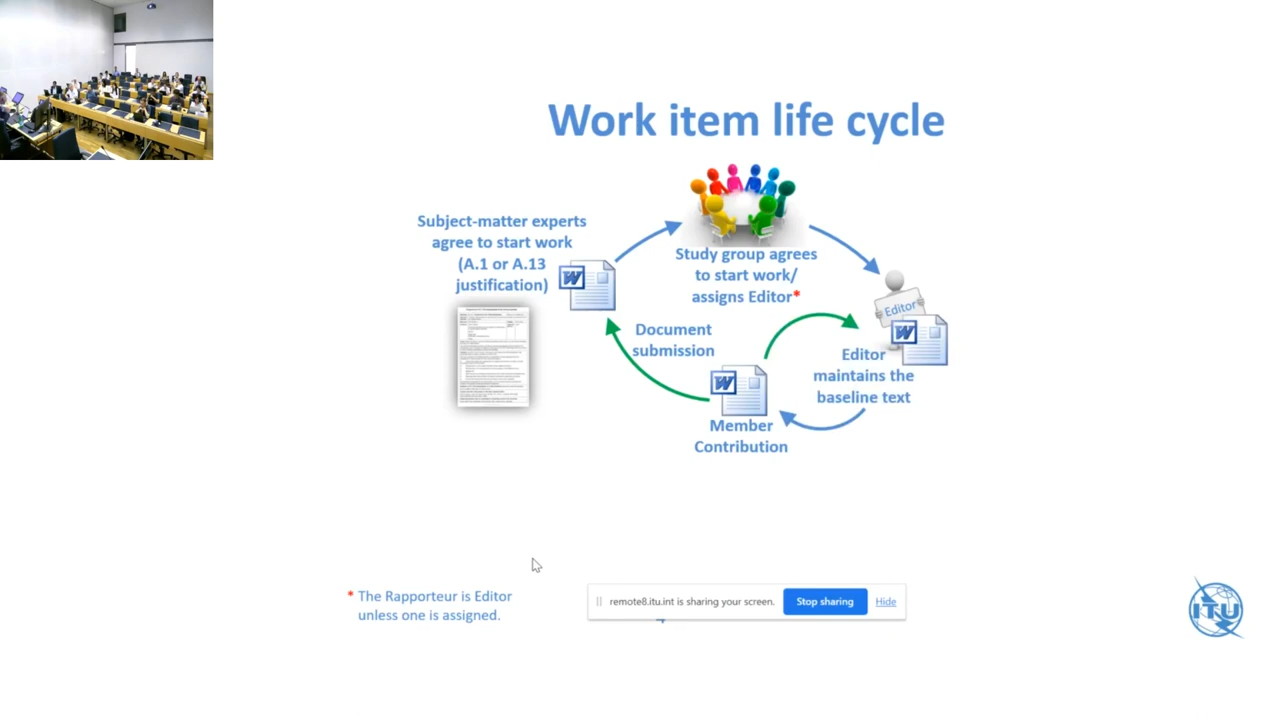 Work item life cycle
Subject-matter experts
agree to start work
(A.1 or A.13
justification)
Study group agrees
to start work/
assigns Editor*
Editor
Document
submission
Editor
maintains the
baseline text
Member
Contribution
* The Rapporteur is Editor
unless one is assigned.
remote8.itu.int is sharing your screen.
Stop sharing
Hide
ITU